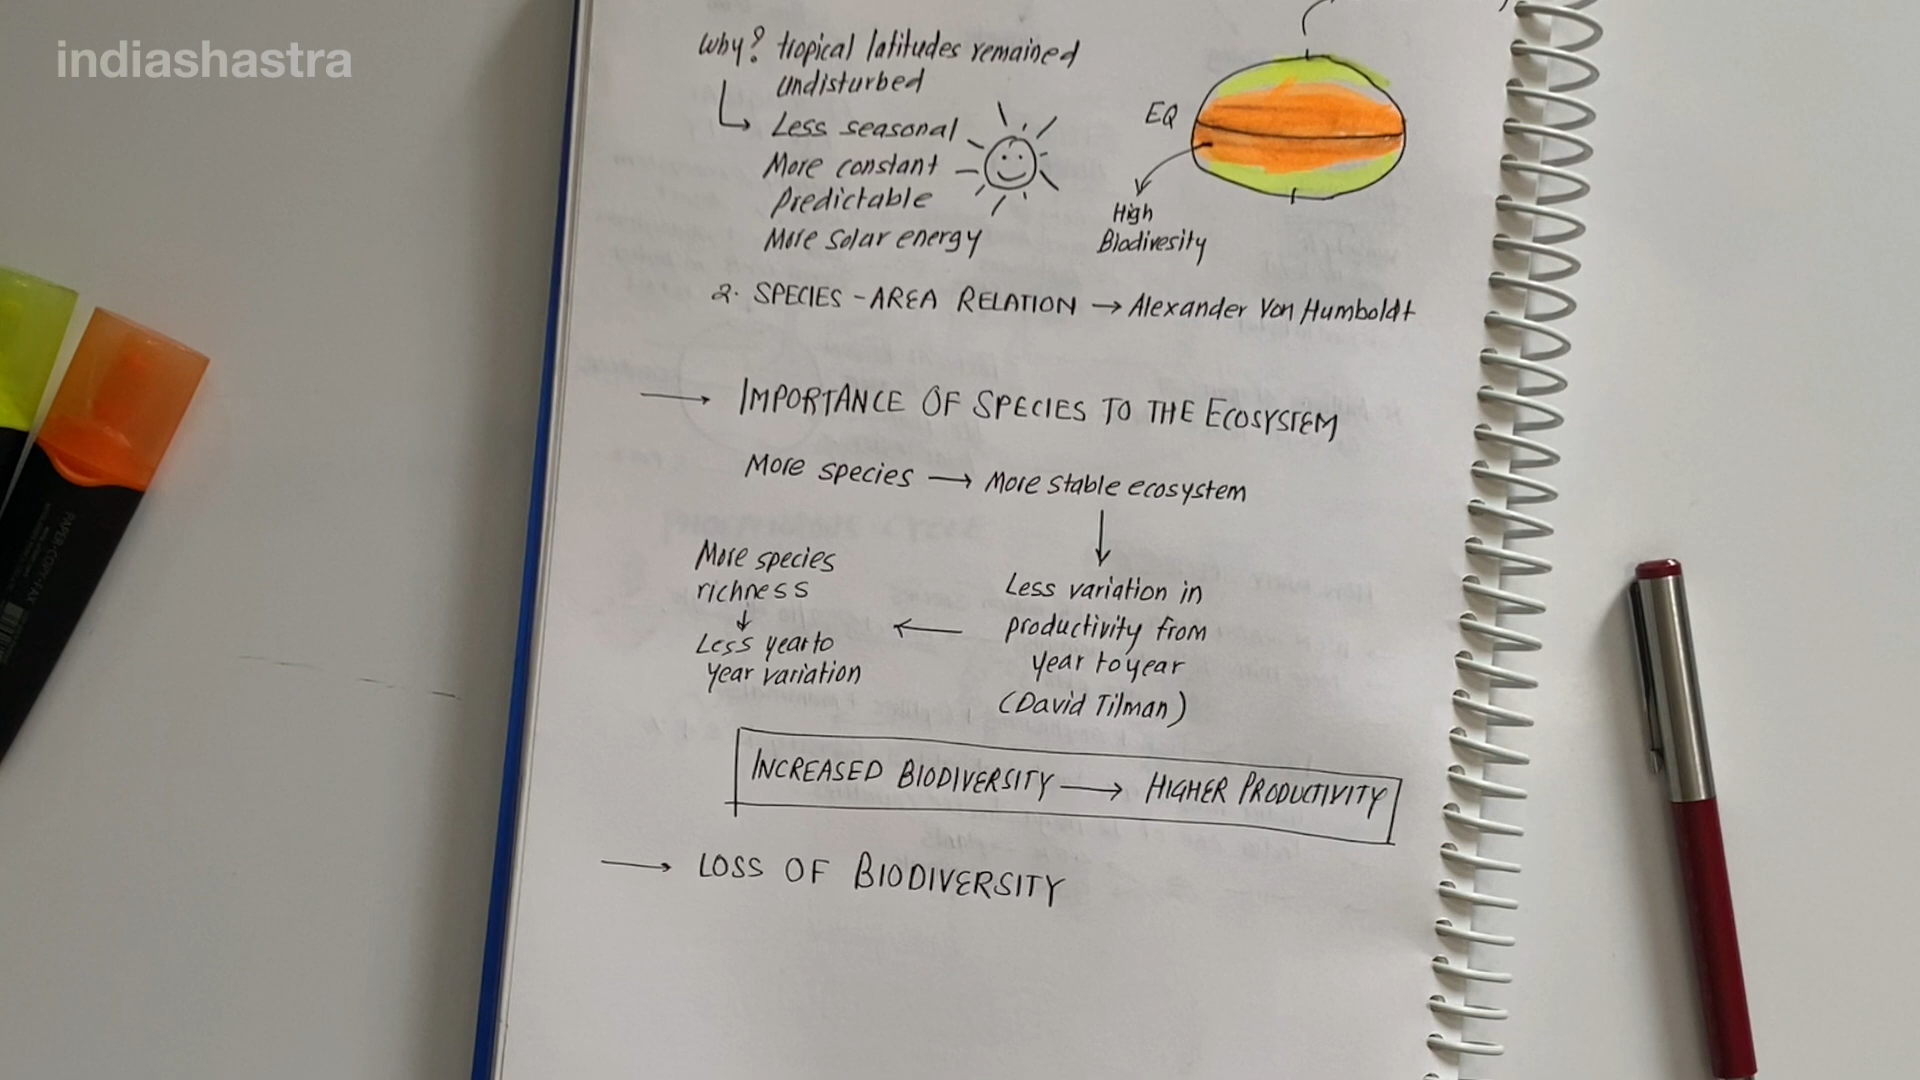 indiashastra
Why? tropical latitudes remained
undisturbed
Less seasonal
More constant
Predictable
More solar energy
EQ
High
Biodivesity
2. SPECIES - AREA RELATION → Alexander Von Humboldt
→ IMPORTANCE OF SPECIES TO THE ECOSYSTEM
More species → More stable ecosystem
Less variation in
productivity from
year to year
(David Tilman)
More species
richness
Less year to
year variation
INCREASED BIODIVERSITY → HIGHER PRODUCTIVITY
→ LOSS OF BIODIVERSITY